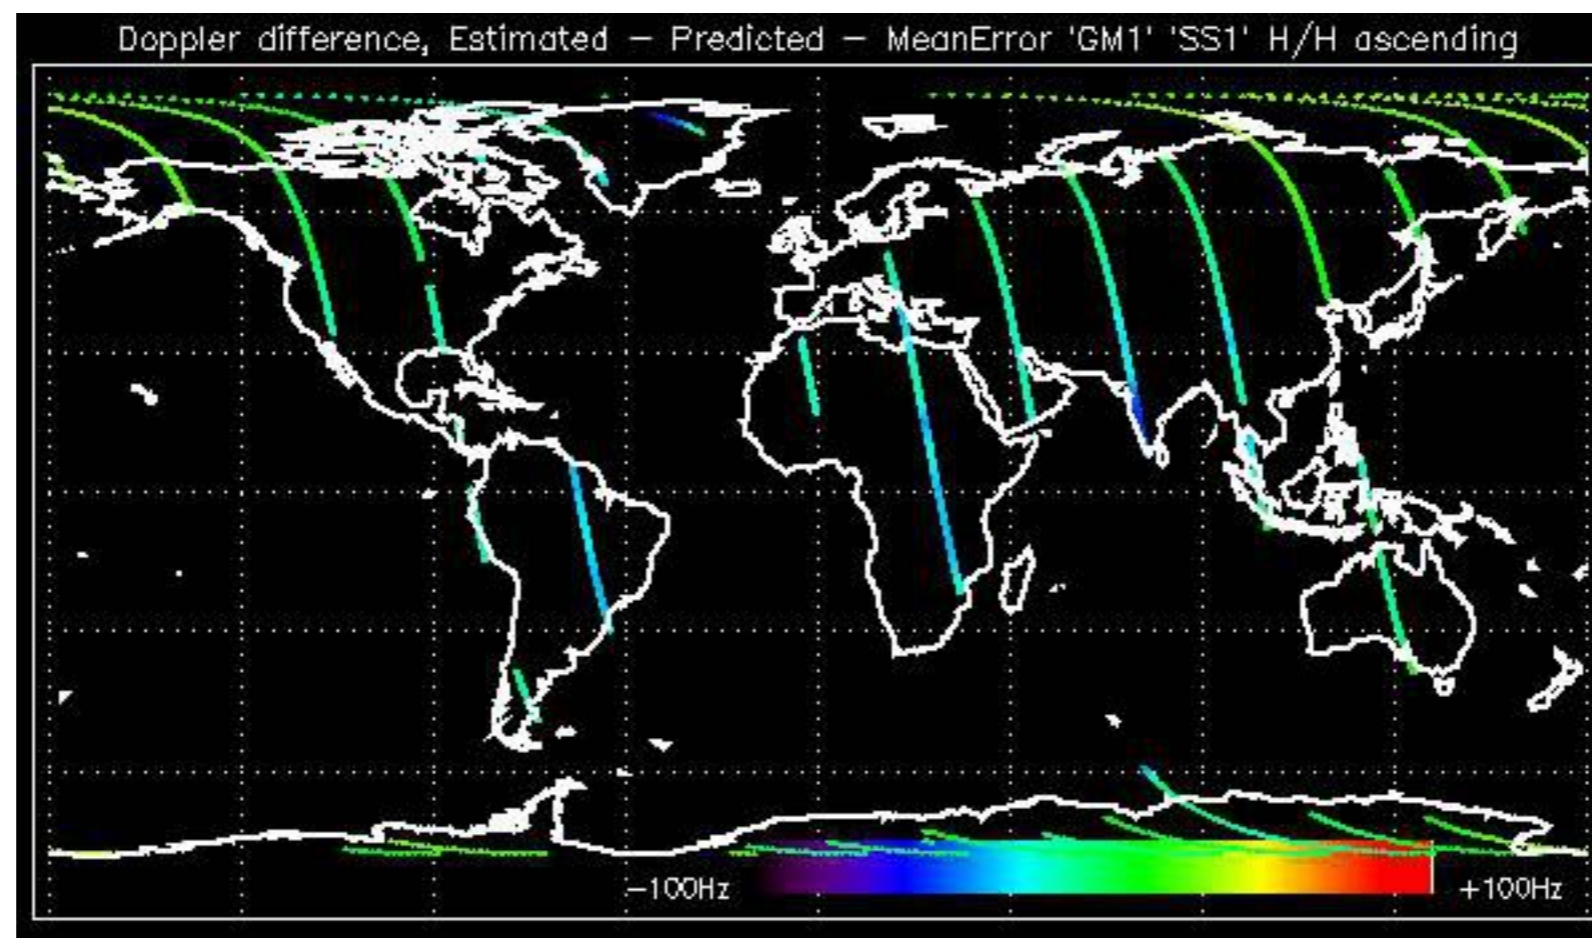 Doppler difference, Estimated – Predicted – MeanError 'GM1' 'SS1' H/H ascending
–100Hz
+100Hz